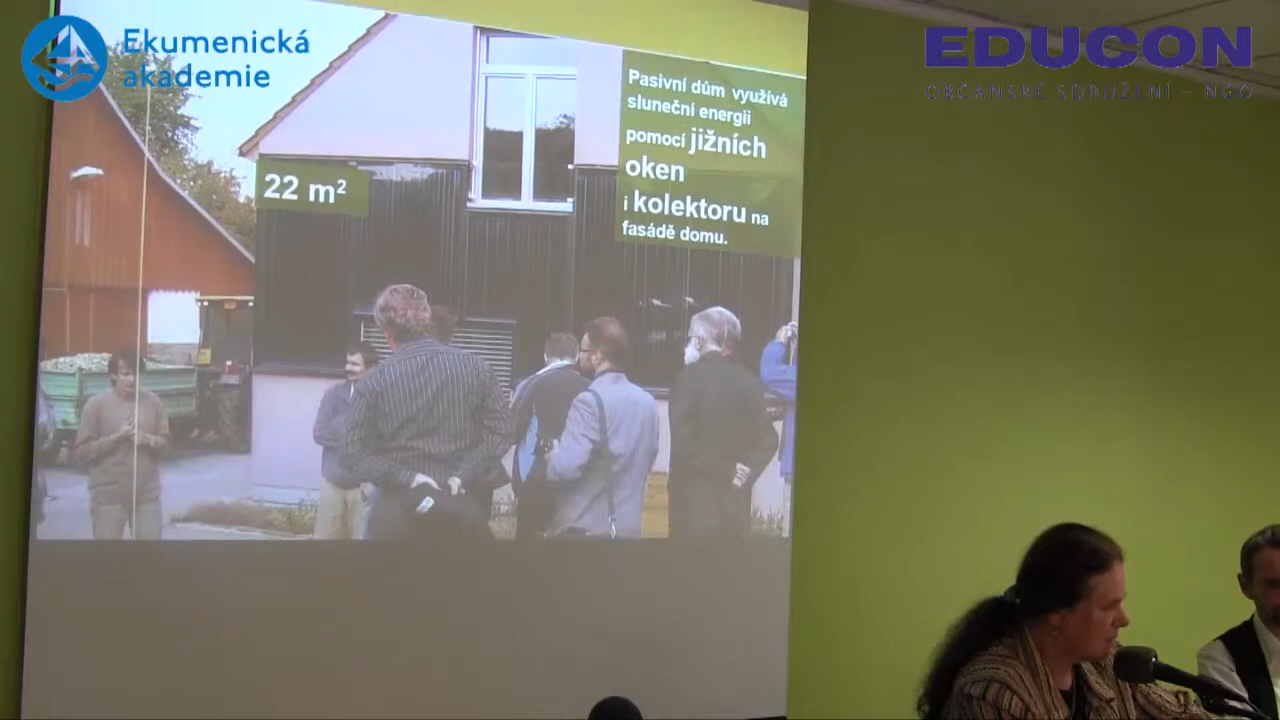 Ekumenická
akademie
EDUCON
OBČANSKÉ SDRUŽENÍ – NGO
Pasivní dům využívá
sluneční energii
pomocí jižních
oken
i kolektoru na
fasádě domu.
22 m²